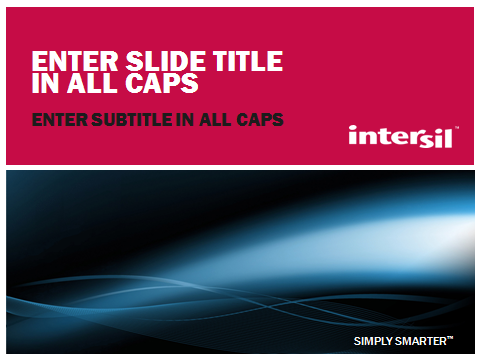 ENTER SLIDE TITLE
IN ALL CAPS
ENTER SUBTITLE IN ALL CAPS
intersil™
SIMPLY SMARTER™